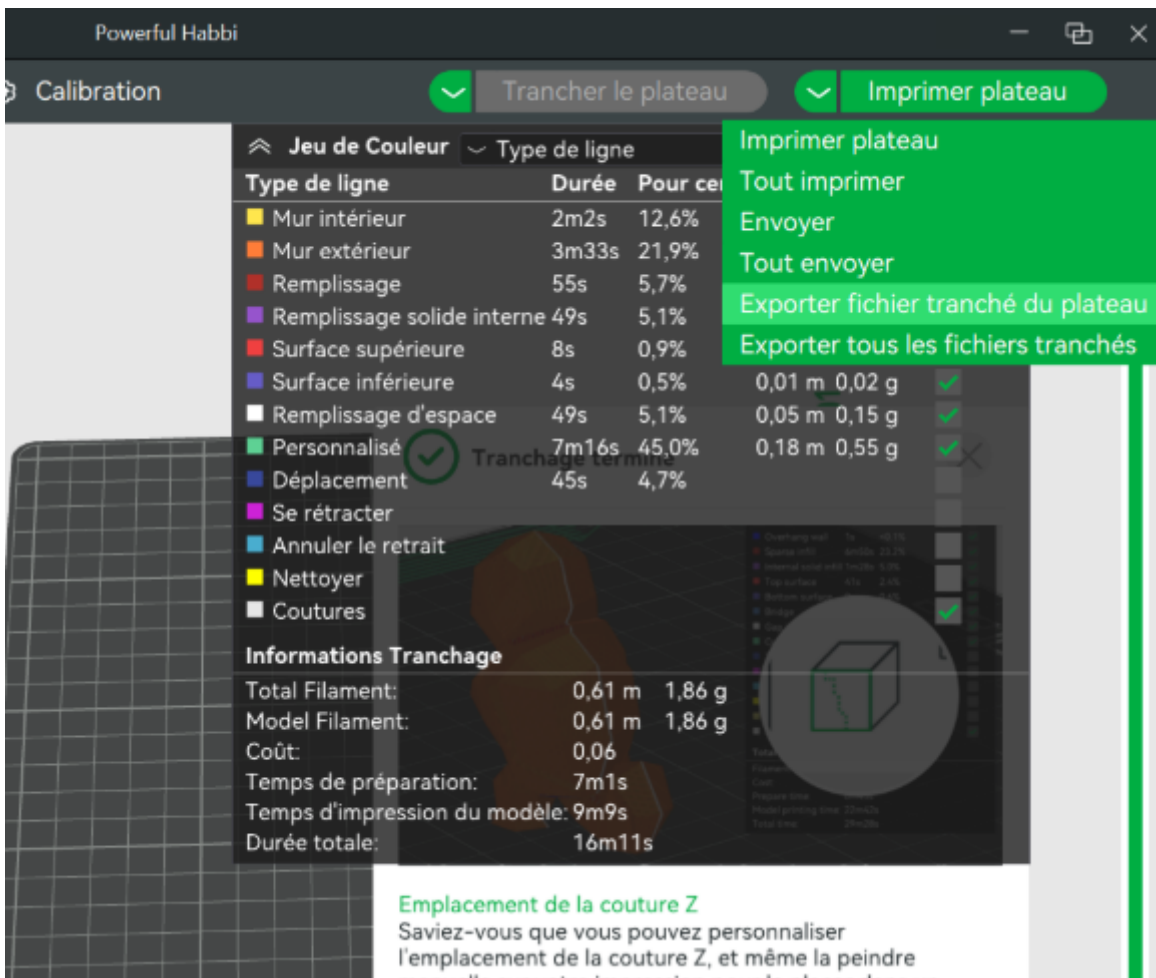 Powerful Habbi
Calibration
Trancher le plateau
Imprimer plateau
Imprimer plateau
Tout imprimer
Envoyer
Tout envoyer
Exporter fichier tranché du plateau
Exporter tous les fichiers tranchés
Jeu de Couleur Type de ligne
Type de ligne Durée Pour
Mur intérieur 2m2s 12,6%
Mur extérieur 3m33s 21,9%
Remplissage 55s 5,7%
Remplissage solide interne 49s 5,1%
Surface supérieure 8s 0,9%
Surface inférieure 4s 0,5% 0,01 m 0,02 g
Remplissage d'espace 49s 5,1% 0,05 m 0,15 g
Personnalisé 7m16s 45,0% 0,18 m 0,55 g
Tranchage terminé
Déplacement 45s 4,7%
Se rétracter
Annuler le retrait
Nettoyer
Coutures
Informations Tranchage
Total Filament: 0,61 m 1,86 g
Model Filament: 0,61 m 1,86 g
Coût: 0,06
Temps de préparation: 7m1s
Temps d'impression du modèle: 9m9s
Durée totale: 16m11s
Emplacement de la couture Z
Saviez-vous que vous pouvez personnaliser
l'emplacement de la couture Z, et même la peindre